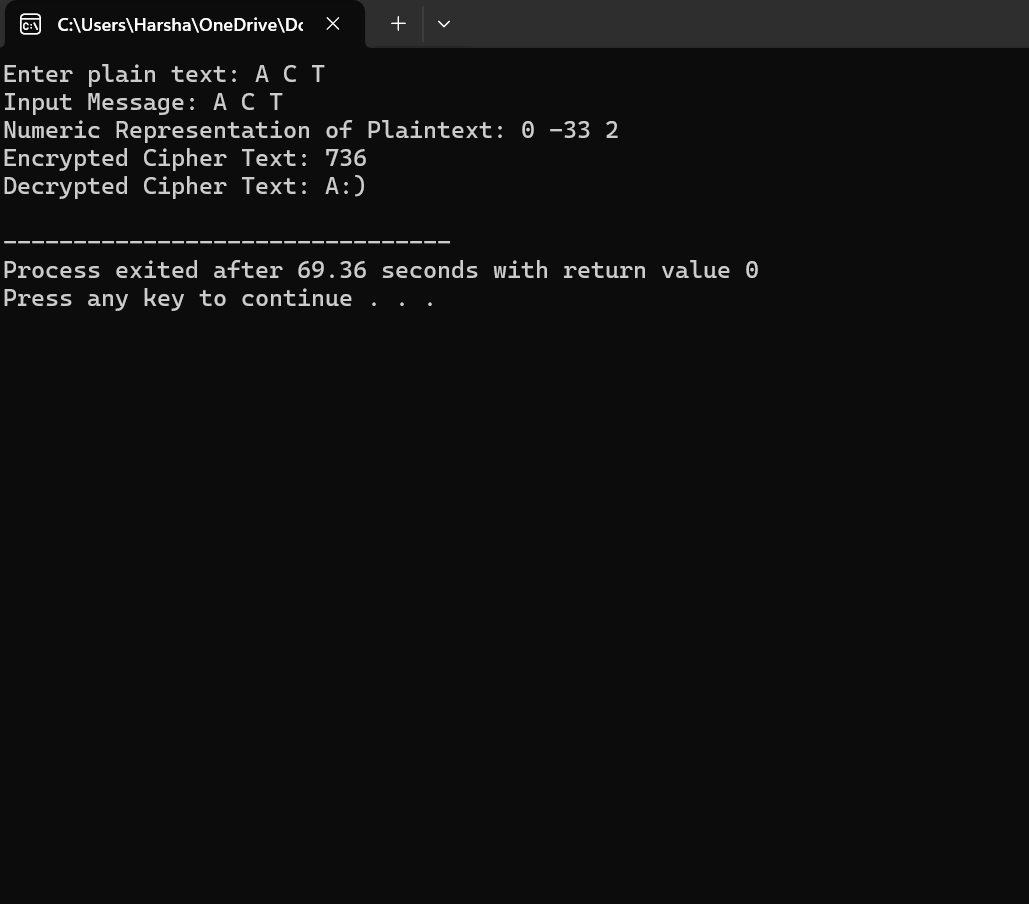 C:\Users\Harsha\OneDrive\Dc
Enter plain text: A C T
Input Message: A C T
Numeric Representation of Plaintext: 0 -33 2
Encrypted Cipher Text: 736
Decrypted Cipher Text: A:)
--------------------------------
Process exited after 69.36 seconds with return value 0
Press any key to continue . . .